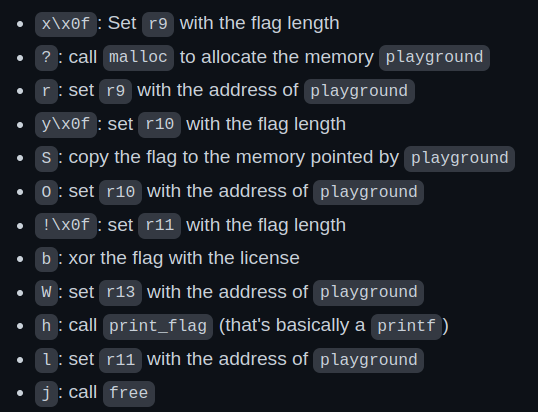 • x\x0f: Set r9 with the flag length
• ?: call malloc to allocate the memory playground
• r: set r9 with the address of playground
• y\x0f: set r10 with the flag length
• S: copy the flag to the memory pointed by playground
• O: set r10 with the address of playground
• !\x0f: set r11 with the flag length
• b: xor the flag with the license
• W: set r13 with the address of playground
• h: call print_flag (that's basically a printf)
• l: set r11 with the address of playground
• j: call free